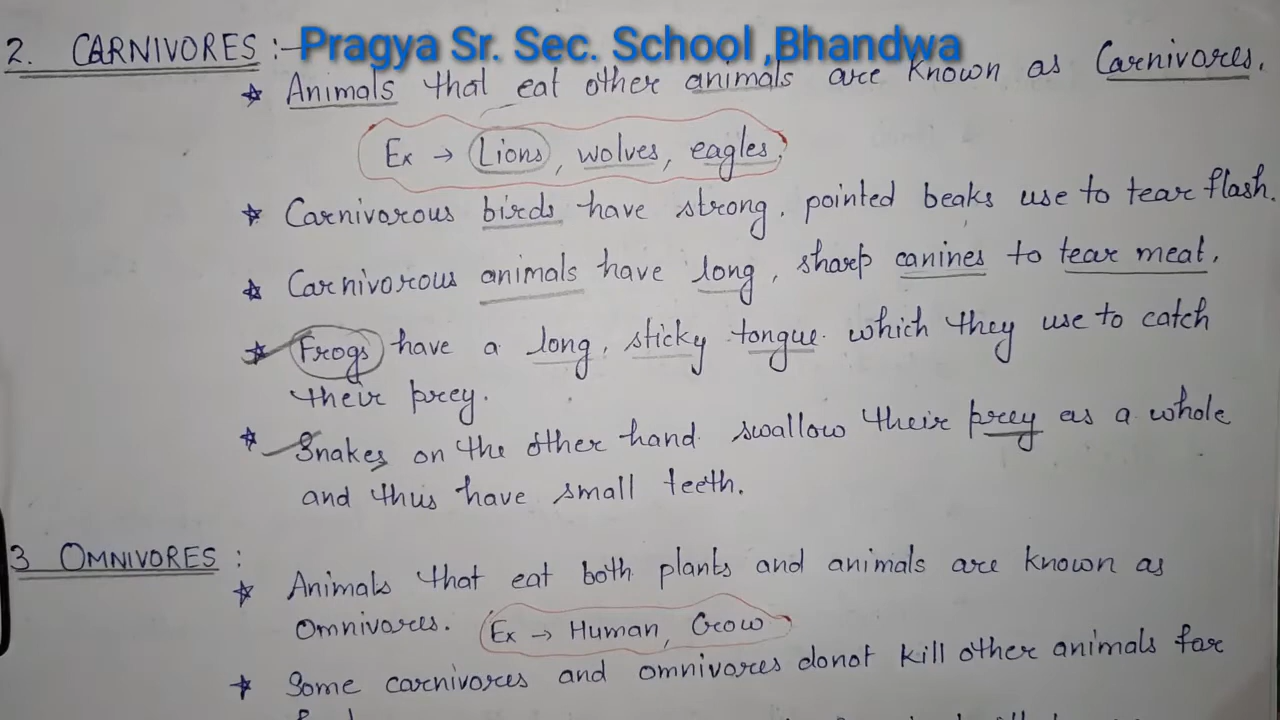 Pragya Sr. Sec. School ,Bhandwa
2. CARNIVORES :-
☆ Animals that eat other animals are known as Carnivores.
Ex → Lions, wolves, eagles.
☆ Carnivorous birds have strong, pointed beaks use to tear flash.
☆ Carnivorous animals have long, sharp canines to tear meat.
☆ Frogs have a long, sticky tongue which they use to catch
their prey.
☆ Snakes on the other hand swallow their prey as a whole
and thus have small teeth.
3 OMNIVORES :
☆ Animals that eat both plants and animals are known as
Omnivores. Ex → Human, Crow
☆ Some carnivores and omnivores donot kill other animals for